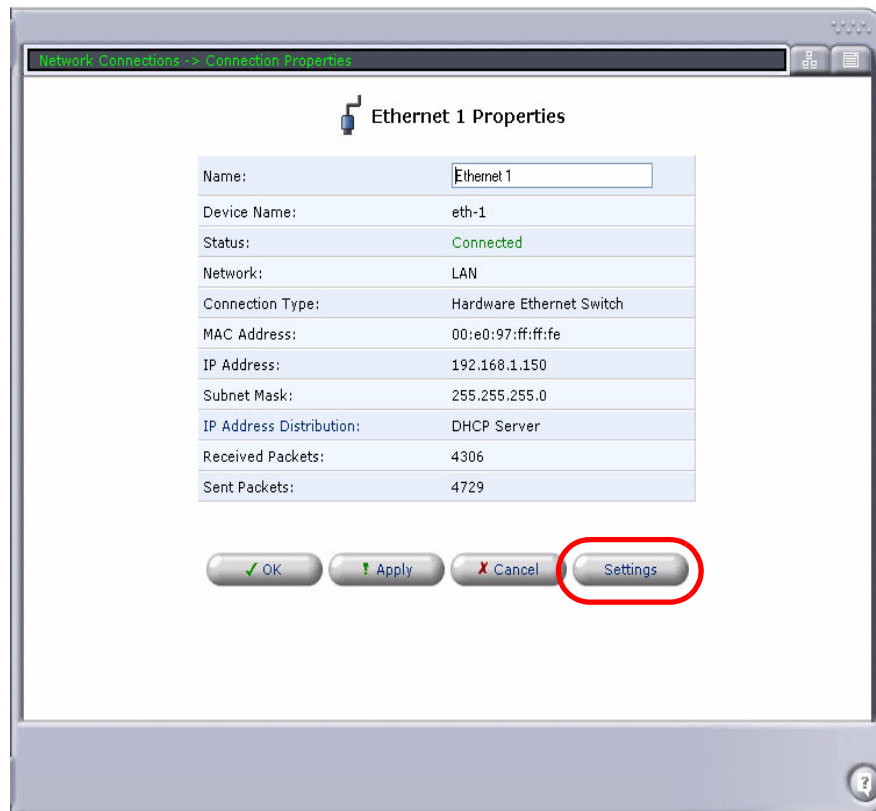 Network Connections -> Connection Properties
Ethernet 1 Properties
Name: Ethernet 1
Device Name: eth-1
Status: Connected
Network: LAN
Connection Type: Hardware Ethernet Switch
MAC Address: 00:e0:97:ff:ff:fe
IP Address: 192.168.1.150
Subnet Mask: 255.255.255.0
IP Address Distribution: DHCP Server
Received Packets: 4306
Sent Packets: 4729
✓ OK ! Apply ✗ Cancel Settings
?